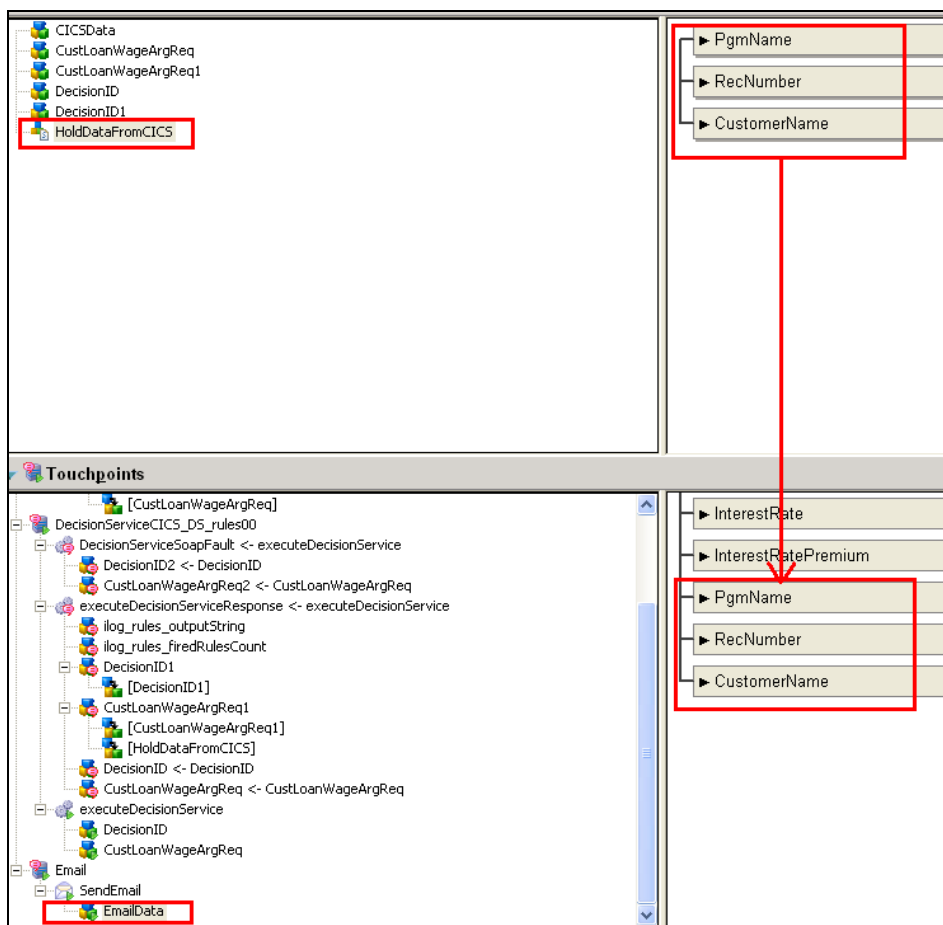 CICSData
CustLoanWageArgReq
CustLoanWageArgReq1
DecisionID
DecisionID1
HoldDataFromCICS
PgmName
RecNumber
CustomerName
Touchpoints
[CustLoanWageArgReq]
DecisionServiceCICS_DS_rules00
DecisionServiceSoapFault <- executeDecisionService
DecisionID2 <- DecisionID
CustLoanWageArgReq2 <- CustLoanWageArgReq
executeDecisionServiceResponse <- executeDecisionService
ilog_rules_outputString
ilog_rules_firedRulesCount
DecisionID1
[DecisionID1]
CustLoanWageArgReq1
[CustLoanWageArgReq1]
[HoldDataFromCICS]
DecisionID <- DecisionID
CustLoanWageArgReq <- CustLoanWageArgReq
executeDecisionService
DecisionID
CustLoanWageArgReq
Email
SendEmail
EmailData
InterestRate
InterestRatePremium
PgmName
RecNumber
CustomerName